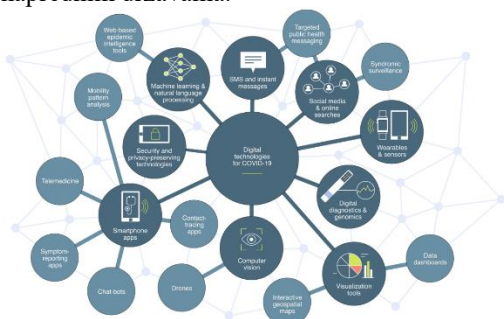 Web-based
epidemic
intelligence
tools
Machine learning &
natural language
processing
SMS and instant
messages
Targeted
public health
messaging
Social media
& online
searches
Syndromic
surveillance
Mobility
pattern
analysis
Security and
privacy-preserving
technologies
Digital
technologies
for COVID-19
Wearables
& sensors
Telemedicine
Digital
diagnostics &
genomics
Smartphone
apps
Contact-
tracing apps
Computer
vision
Symptom-
reporting
apps
Chat bots
Drones
Visualization
tools
Data
dashboards
Interactive
geospatial
maps